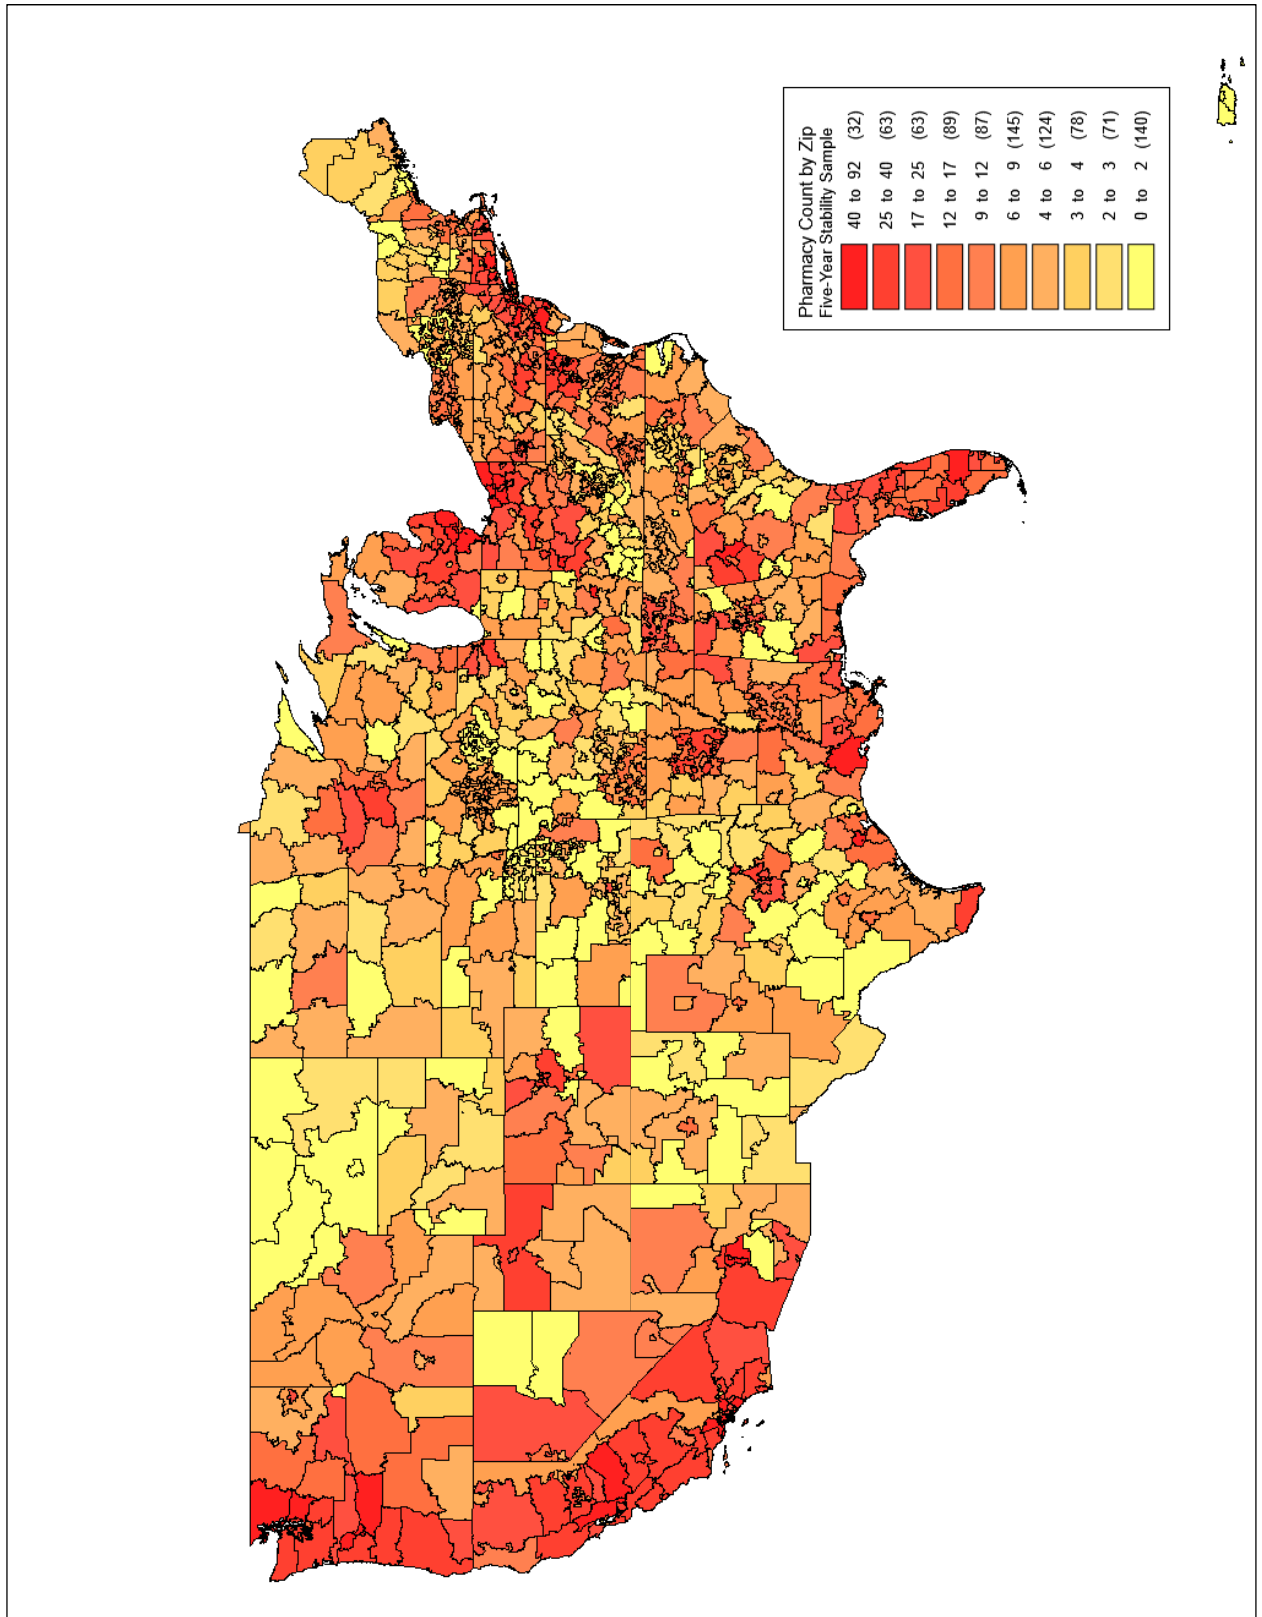 Pharmacy Count by Zip
Five-Year Stability Sample
40 to 92 (32)
25 to 40 (63)
17 to 25 (63)
12 to 17 (89)
9 to 12 (87)
6 to 9 (145)
4 to 6 (124)
3 to 4 (78)
2 to 3 (71)
0 to 2 (140)